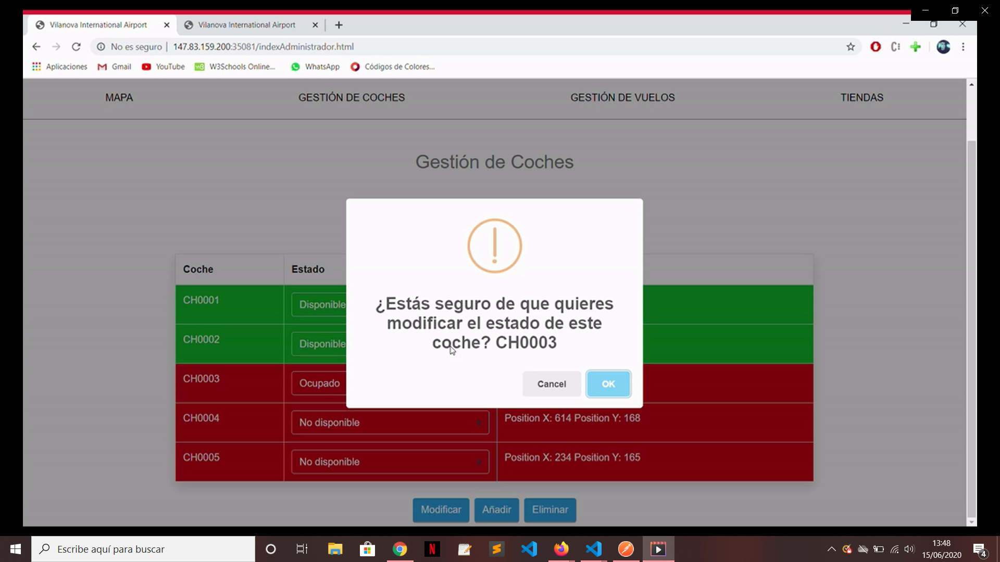 Vilanova International Airport
Vilanova International Airport
No es seguro | 147.83.159.200:35081/indexAdministrador.html
Aplicaciones Gmail YouTube W3Schools Online... WhatsApp Códigos de Colores...
MAPA GESTIÓN DE COCHES GESTIÓN DE VUELOS TIENDAS
Gestión de Coches
Coche Estado
CH0001 Disponible
CH0002 Disponible
CH0003 Ocupado
CH0004 No disponible Position X: 614 Position Y: 168
CH0005 No disponible Position X: 234 Position Y: 165
¿Estás seguro de que quieres
modificar el estado de este
coche? CH0003
Cancel OK
Modificar Añadir Eliminar
Escribe aquí para buscar
13:48
15/06/2020
4